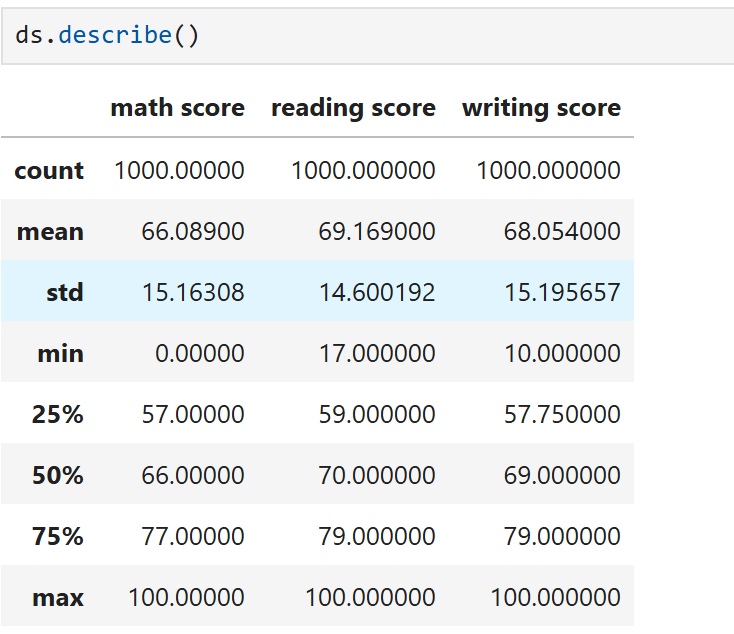 ds.describe()
math score reading score writing score
count 1000.00000 1000.000000 1000.000000
mean 66.08900 69.169000 68.054000
std 15.16308 14.600192 15.195657
min 0.00000 17.000000 10.000000
25% 57.00000 59.000000 57.750000
50% 66.00000 70.000000 69.000000
75% 77.00000 79.000000 79.000000
max 100.00000 100.000000 100.000000